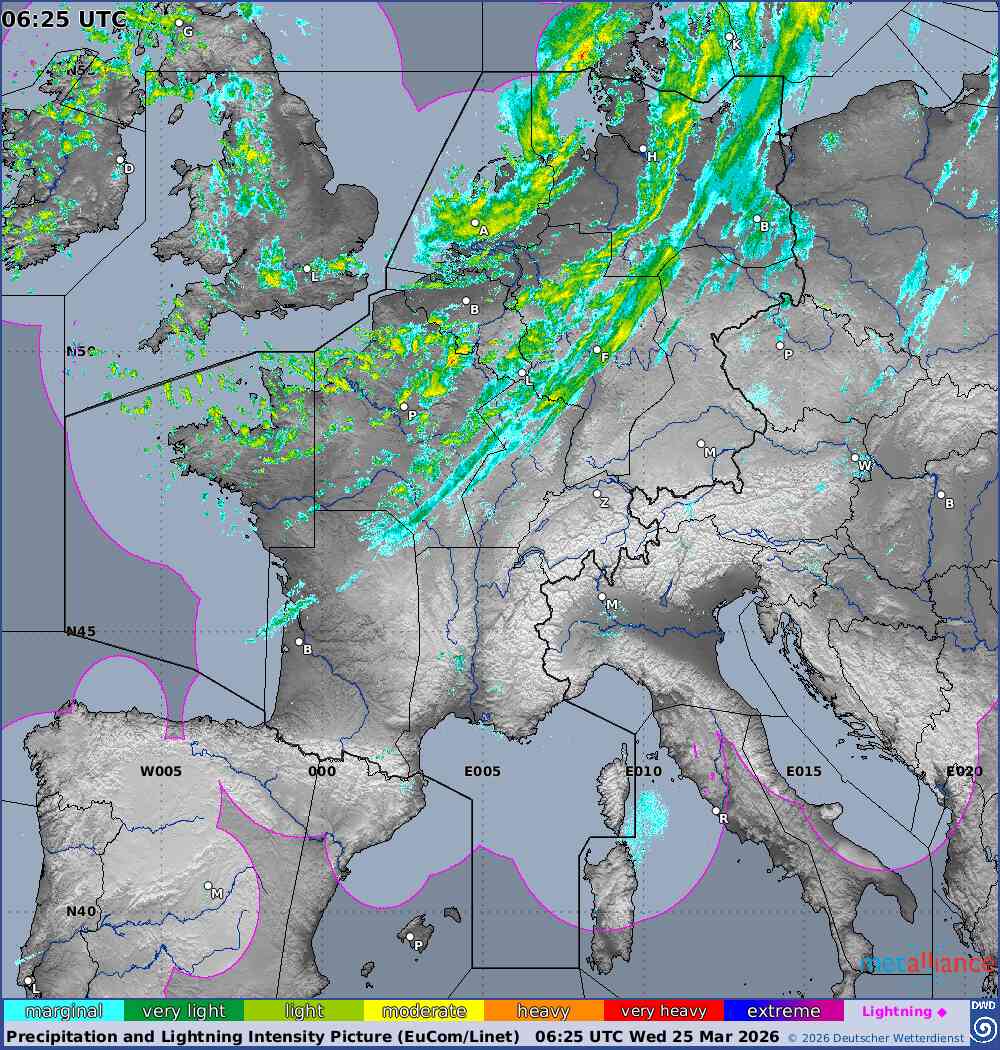 06:25 UTC
G
K
N55
D
H
A
B
L
B
N50
P
F
L
P
M
W
Z
B
M
N45
B
W005
000
E005
E010
E015
E020
R
M
N40
P
L
metalliance
marginal very light light moderate heavy very heavy extreme Lightning ◆
DWD
Precipitation and Lightning Intensity Picture (EuCom/Linet) 06:25 UTC Wed 25 Mar 2026 © 2026 Deutscher Wetterdienst